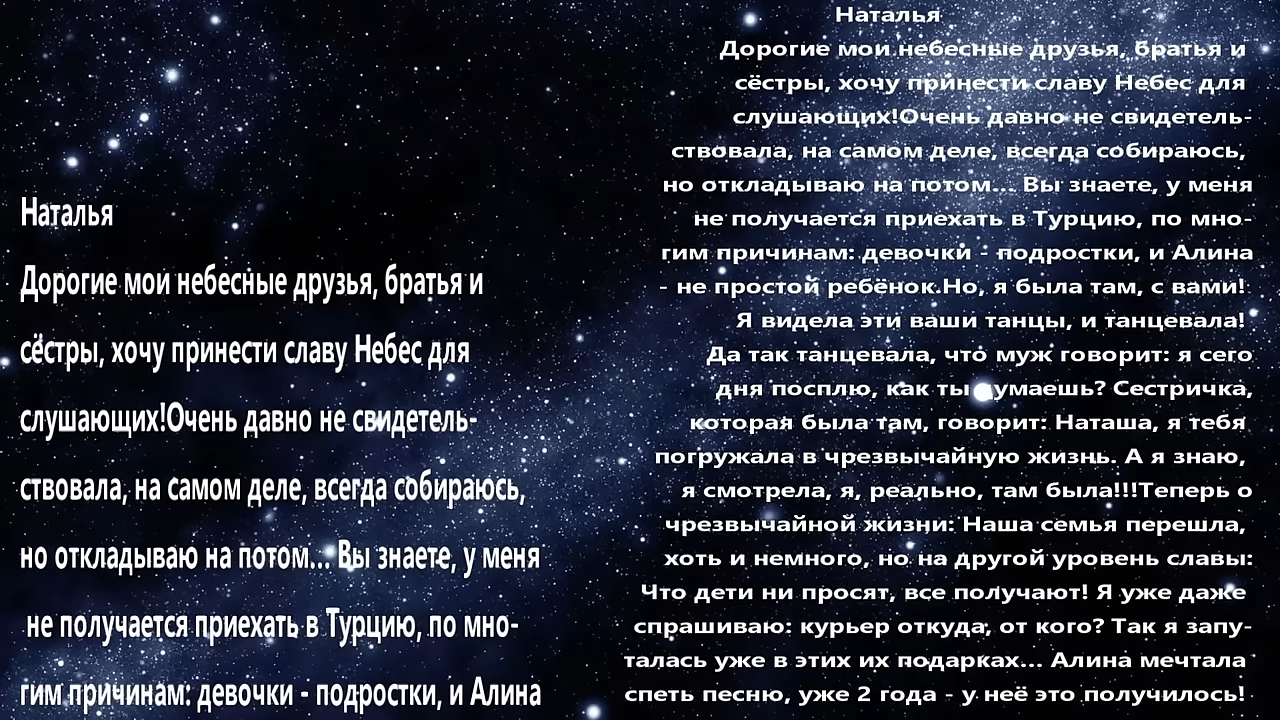 Наталья
Дорогие мои небесные друзья, братья и
сёстры, хочу принести славу Небес для
слушающих!Очень давно не свидетель-
ствовала, на самом деле, всегда собираюсь,
но откладываю на потом... Вы знаете, у меня
не получается приехать в Турцию, по мно-
гим причинам: девочки - подростки, и Алина
Наталья
Дорогие мои небесные друзья, братья и
сёстры, хочу принести славу Небес для
слушающих!Очень давно не свидетель-
ствовала, на самом деле, всегда собираюсь,
но откладываю на потом... Вы знаете, у меня
не получается приехать в Турцию, по мно-
гим причинам: девочки - подростки, и Алина
- не простой ребёнок.Но, я была там, с вами!
Я видела эти ваши танцы, и танцевала!
Да так танцевала, что муж говорит: я сего
дня посплю, как ты думаешь? Сестричка,
которая была там, говорит: Наташа, я тебя
погружала в чрезвычайную жизнь. А я знаю,
я смотрела, я, реально, там была!!!Теперь о
чрезвычайной жизни: Наша семья перешла,
хоть и немного, но на другой уровень славы:
Что дети ни просят, все получают! Я уже даже
спрашиваю: курьер откуда, от кого? Так я запу-
талась уже в этих их подарках... Алина мечтала
спеть песню, уже 2 года - у неё это получилось!